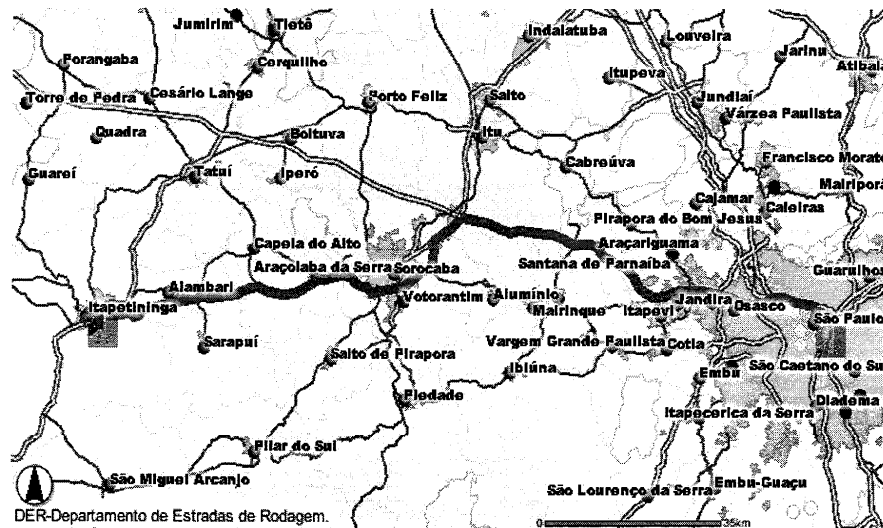 Jumirim
Tietê
Indaiatuba
Louveira
Jarinu
Porangaba
Cerquilho
Itupeva
Atibaia
Torre de Pedra
Cesário Lange
Porto Feliz
Salto
Jundiaí
Várzea Paulista
Quadra
Boituva
Itu
Guareí
Tatuí
Iperó
Cabreúva
Francisco Morato
Cajamar
Mairiporã
Pirapora do Bom Jesus
Caieiras
Capela do Alto
Araçariguama
Araçoiaba da Serra
Sorocaba
Santana de Parnaíba
Guarulhos
Alambari
Itapetininga
Votorantim
Alumínio
Mairinque
Itapevi
Jandira
Osasco
São Paulo
Sarapuí
Vargem Grande Paulista
Cotia
Salto de Pirapora
Ibiúna
Embu
São Caetano do Sul
Piedade
Itapecerica da Serra
Diadema
Pilar do Sul
São Miguel Arcanjo
São Lourenço da Serra
Embu-Guaçu
DER-Departamento de Estradas de Rodagem.
0